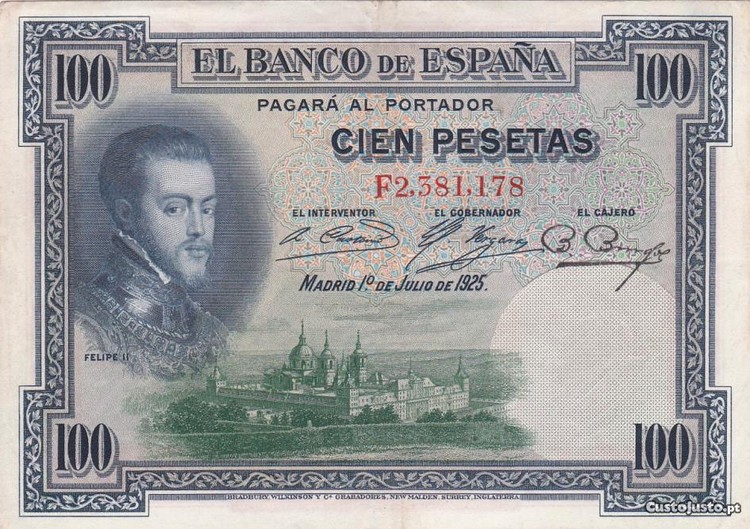 100 EL BANCO DE ESPAÑA 100
PAGARÁ AL PORTADOR
CIEN PESETAS
F2,381,178
EL INTERVENTOR EL GOBERNADOR EL CAJERO
MADRID 1º DE JULIO DE 1925.
FELIPE II
100 100
BRADBURY, WILKINSON Y Cª GRABADORES, NEW MALDEN, SURREY, INGLATERRA
CustoJusto.pt